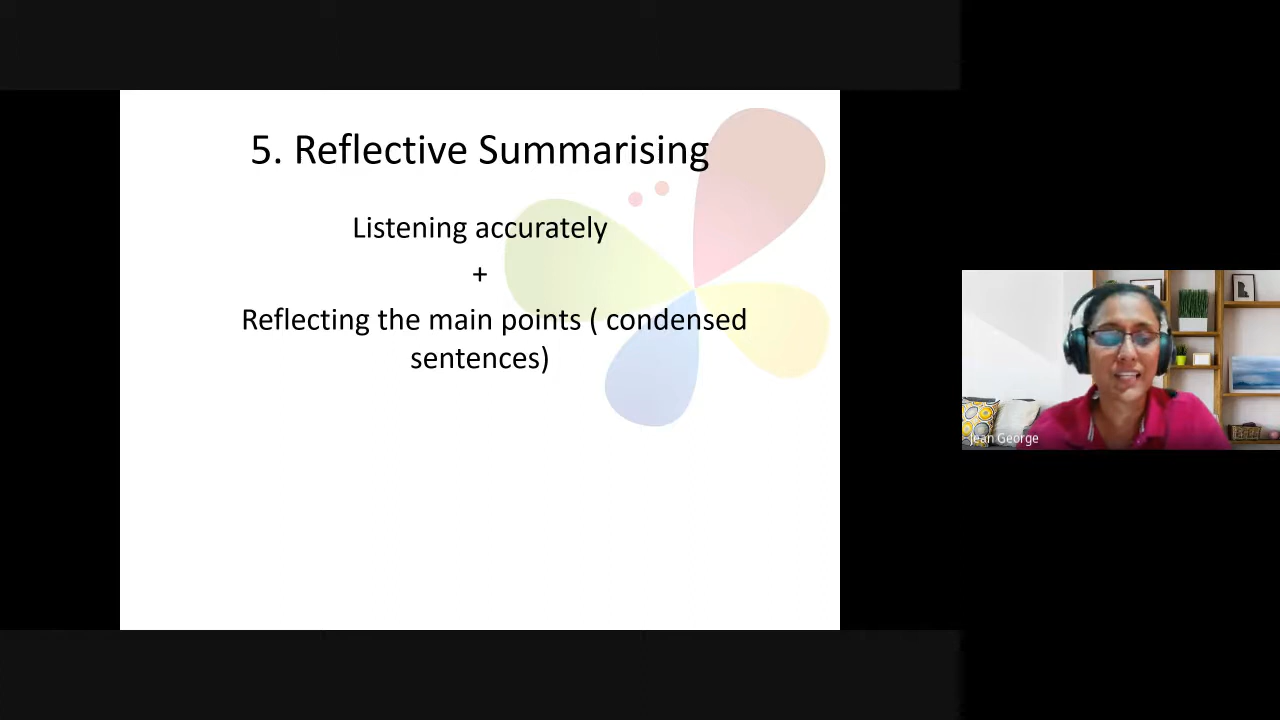 5. Reflective Summarising
Listening accurately
+
Reflecting the main points ( condensed
sentences)
Jean George